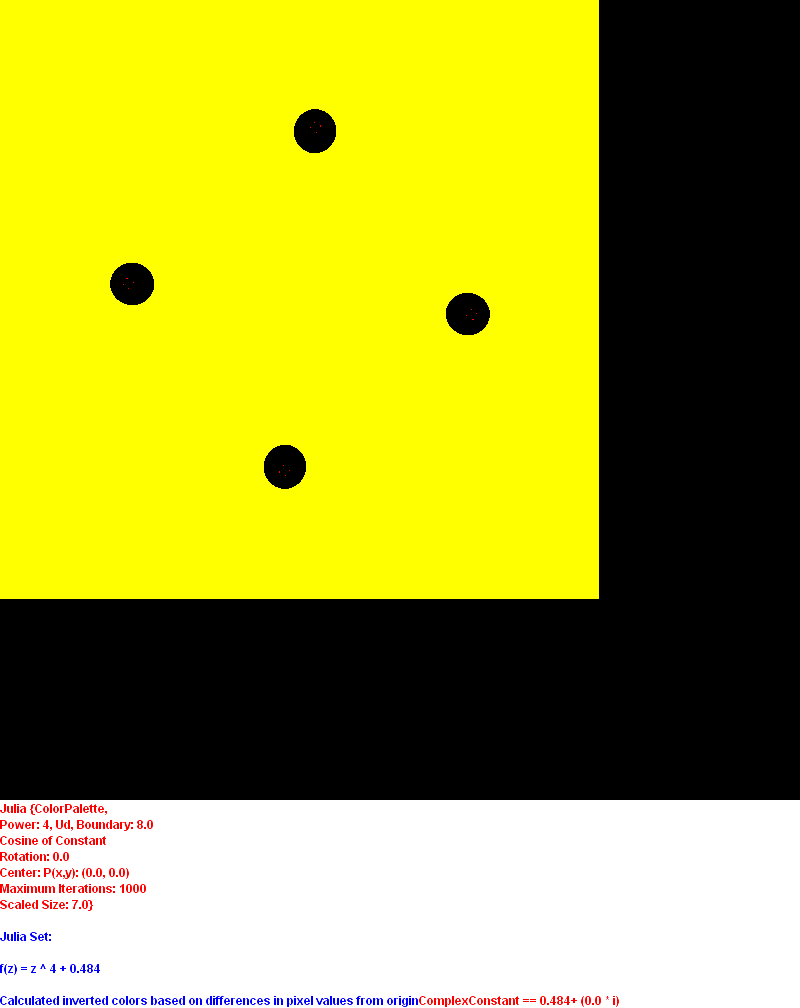 Julia {ColorPalette,
Power: 4, Ud, Boundary: 8.0
Cosine of Constant
Rotation: 0.0
Center: P(x,y): (0.0, 0.0)
Maximum Iterations: 1000
Scaled Size: 7.0}
Julia Set:
f(z) = z ^ 4 + 0.484
Calculated inverted colors based on differences in pixel values from originComplexConstant == 0.484+ (0.0 * i)